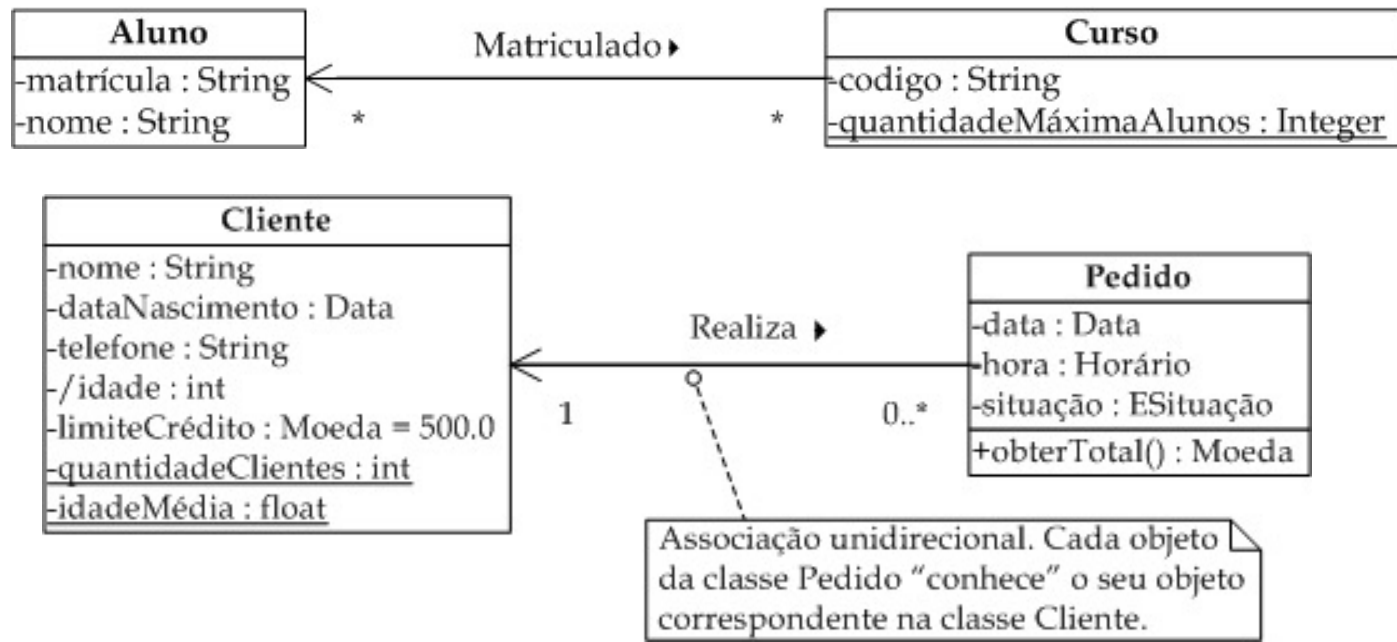 Aluno
-matrícula : String
-nome : String
Matriculado
*
*
Curso
-codigo : String
-quantidadeMáximaAlunos : Integer
Cliente
-nome : String
-dataNascimento : Data
-telefone : String
-/idade : int
-limiteCrédito : Moeda = 500.0
-quantidadeClientes : int
-idadeMédia : float
Realiza
1
0..*
Pedido
-data : Data
-hora : Horário
-situação : ESituação
+obterTotal() : Moeda
Associação unidirecional. Cada objeto
da classe Pedido “conhece” o seu objeto
correspondente na classe Cliente.